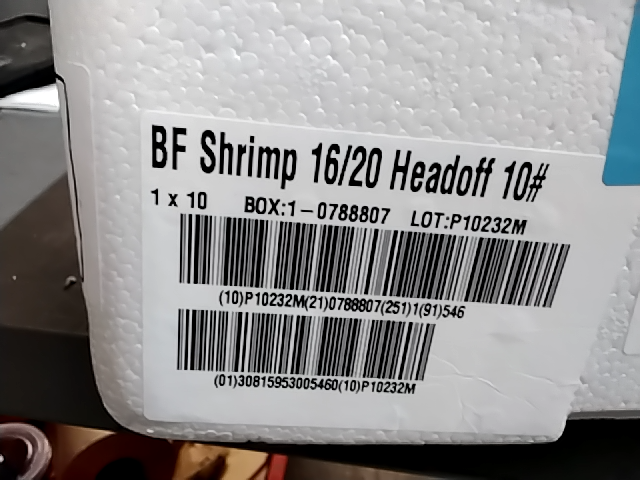 BF Shrimp 16/20 Headoff 10#
1 x 10 BOX:1-0788807 LOT:P10232M
(10)P10232M(21)0788807(251)1(91)546
(01)30815953005460(10)P10232M